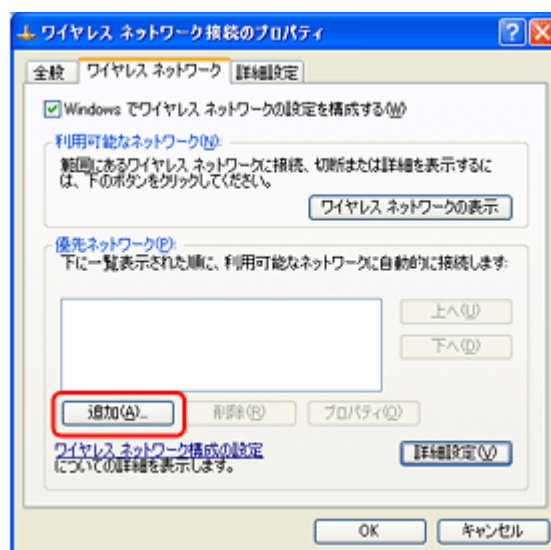 ワイヤレス ネットワーク接続のプロパティ
全般 ワイヤレス ネットワーク 詳細設定
Windows でワイヤレス ネットワークの設定を構成する(W)
利用可能なネットワーク(N):
範囲にあるワイヤレス ネットワークに接続、切断または詳細を表示するに
は、下のボタンをクリックしてください。
ワイヤレス ネットワークの表示
優先ネットワーク(P):
下に一覧表示された順に、利用可能なネットワークに自動的に接続します:
上へ(U)
下へ(D)
追加(A)... 削除(R) プロパティ(O)
ワイヤレス ネットワーク構成の設定
についての詳細を表示します。
詳細設定(V)
OK キャンセル